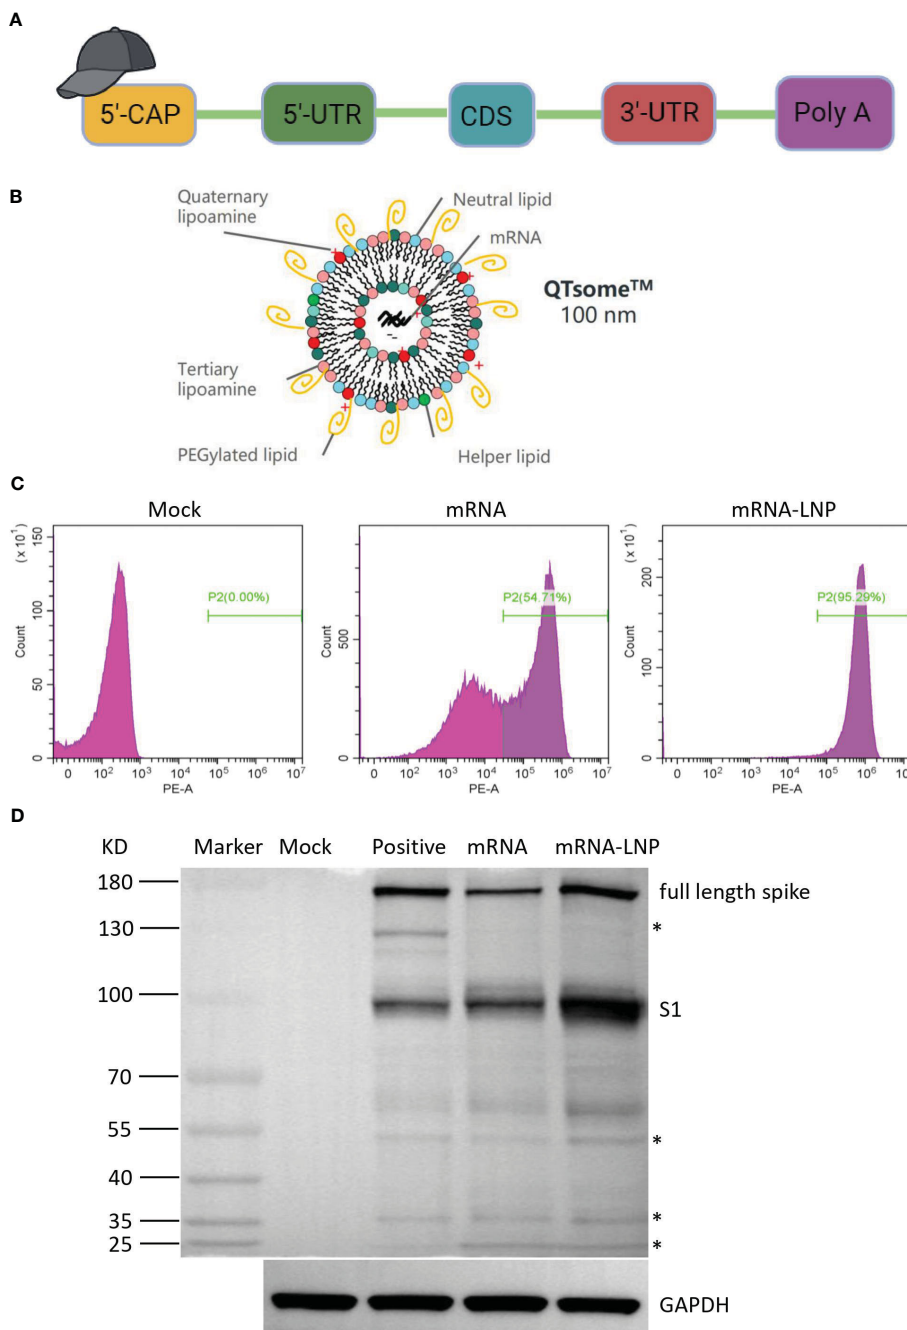 A
5'-CAP
5'-UTR
CDS
3'-UTR
Poly A
B
Quaternary
lipoamine
Neutral lipid
mRNA
QTsome™
100 nm
Tertiary
lipoamine
PEGylated lipid
Helper lipid
C
Mock
mRNA
mRNA-LNP
(x 10¹)
Count
150
100
50
0
P2(0.00%)
0 10² 10³ 10⁴ 10⁵ 10⁶ 10⁷
PE-A
Count
500
0
P2(54.71%)
0 10² 10³ 10⁴ 10⁵ 10⁶ 10⁷
PE-A
(x 10¹)
Count
200
100
0
P2(95.29%)
0 10² 10³ 10⁴ 10⁵ 10⁶ 10⁷
PE-A
D
KD Marker Mock Positive mRNA mRNA-LNP
180 full length spike
130 *
100
S1
70
55
*
40
35 *
25 *
GAPDH